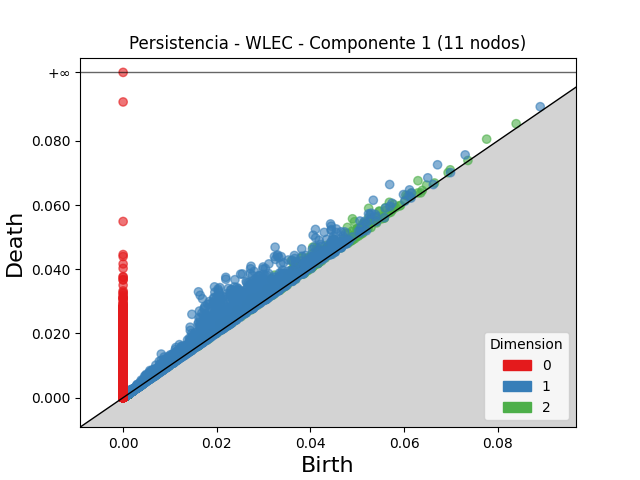 Persistencia - WLEC - Componente 1 (11 nodos)
+∞
0.080
0.060
0.040
0.020
0.000
Death
0.00 0.02 0.04 0.06 0.08
Birth
Dimension
0
1
2